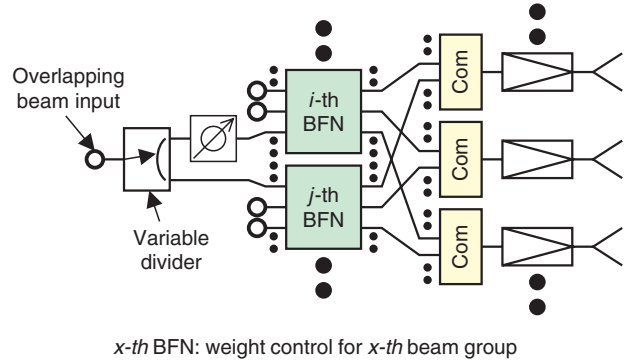 Overlapping
beam input
Variable
divider
i-th
BFN
j-th
BFN
Com
Com
Com
x-th BFN: weight control for x-th beam group